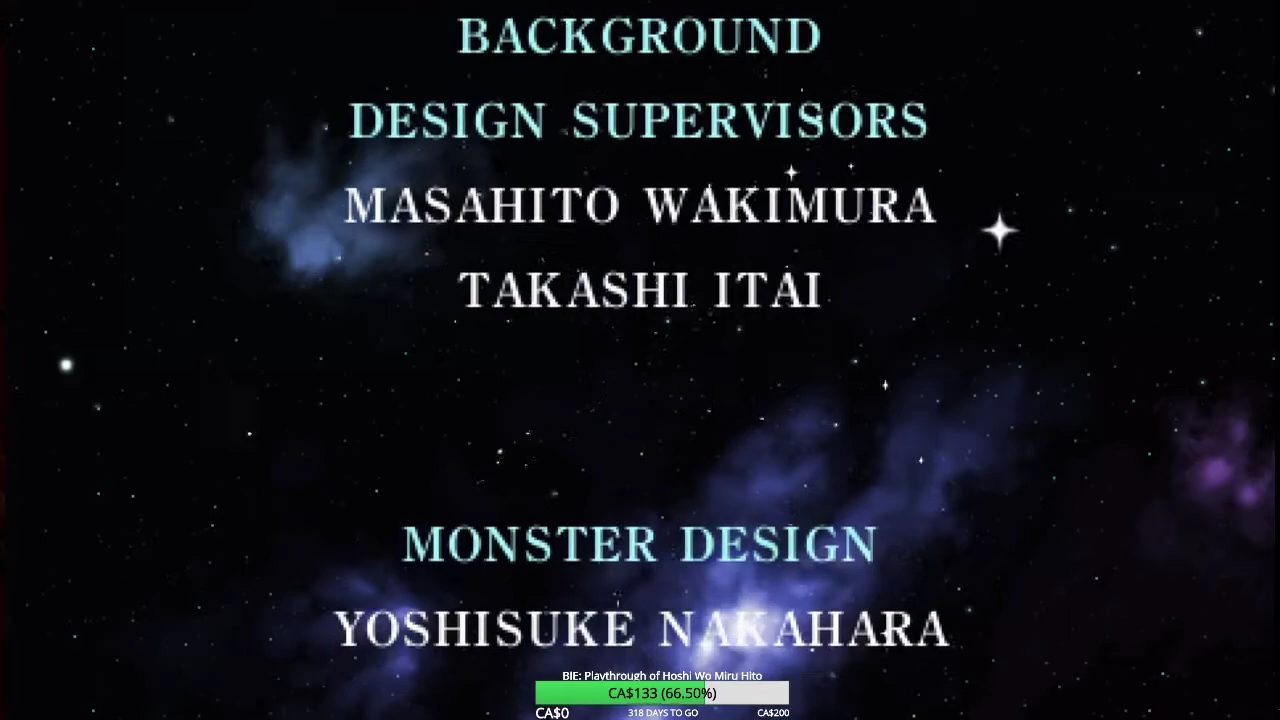 BACKGROUND
DESIGN SUPERVISORS
MASAHITO WAKIMURA
TAKASHI ITAI
MONSTER DESIGN
YOSHISUKE NAKAHARA
BIE: Playthrough of Hoshi Wo Miru Hito
CA$133 (66.50%)
CA$0 318 DAYS TO GO CA$200